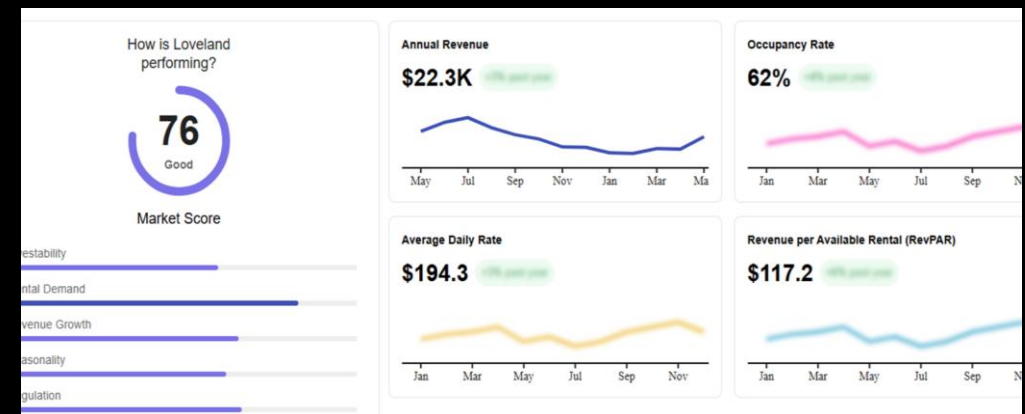 How is Loveland
performing?
76
Good
Market Score
estability
ntal Demand
venue Growth
asonality
gulation
Annual Revenue
$22.3K
May Jul Sep Nov Jan Mar Ma
Occupancy Rate
62%
Jan Mar May Jul Sep N
Average Daily Rate
$194.3
Jan Mar May Jul Sep Nov
Revenue per Available Rental (RevPAR)
$117.2
Jan Mar May Jul Sep N